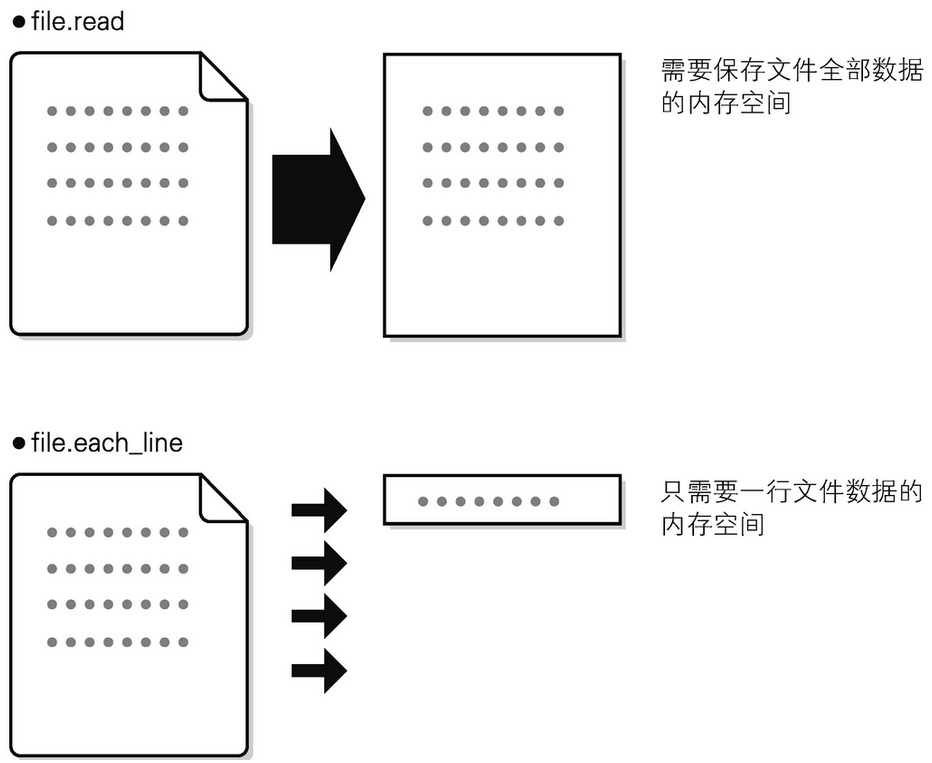 ● file.read
需要保存文件全部数据
的内存空间
● file.each_line
只需要一行文件数据的
内存空间